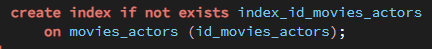 create index if not exists index_id_movies_actors
on movies_actors (id_movies_actors);